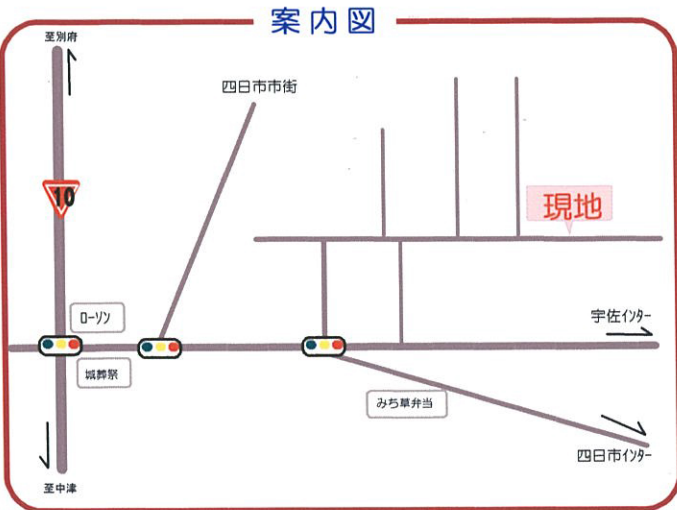 案内図
至別府
四日市市街
10
現地
ローソン
宇佐インター
城葬祭
みち草弁当
四日市インター
至中津